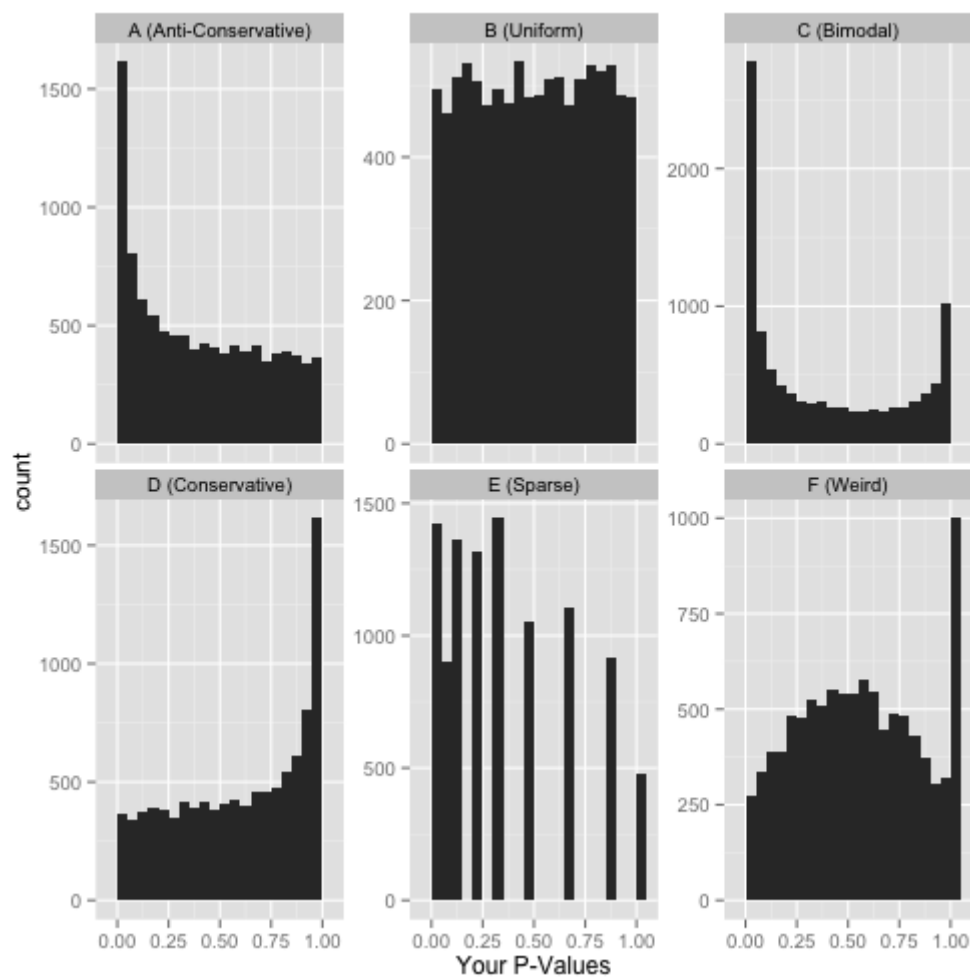 A (Anti-Conservative)
B (Uniform)
C (Bimodal)
1500
1000
500
0
400
200
0
2000
1000
0
count
D (Conservative)
E (Sparse)
F (Weird)
1500
1000
500
0
1500
1000
500
0
1000
750
500
250
0
0.00 0.25 0.50 0.75 1.00
0.00 0.25 0.50 0.75 1.00
0.00 0.25 0.50 0.75 1.00
Your P-Values